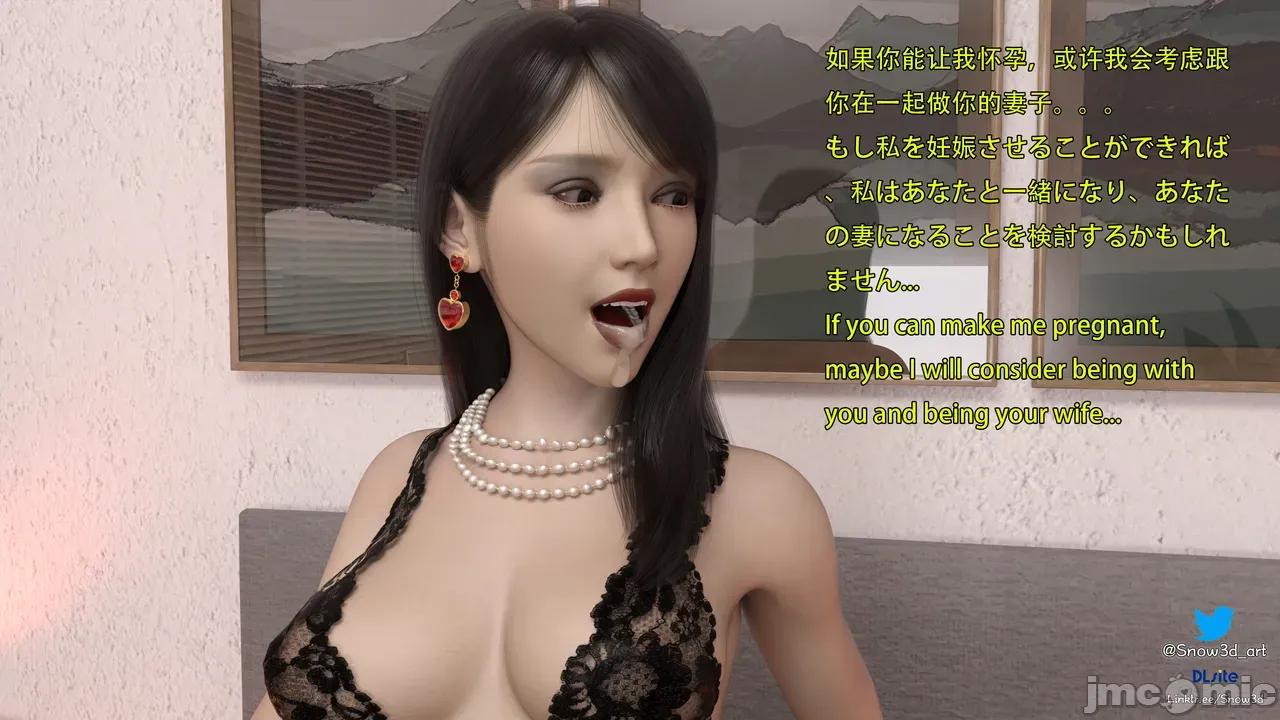 如果你能让我怀孕，或许我会考虑跟
你在一起做你的妻子。。。
もし私を妊娠させることができれば
、私はあなたと一緒になり、あなた
の妻になることを検討するかもしれ
ません...
If you can make me pregnant,
maybe I will consider being with
you and being your wife...
@Snow3d_art
DLsite
jmcomic
Linktr.ee/Snow3d